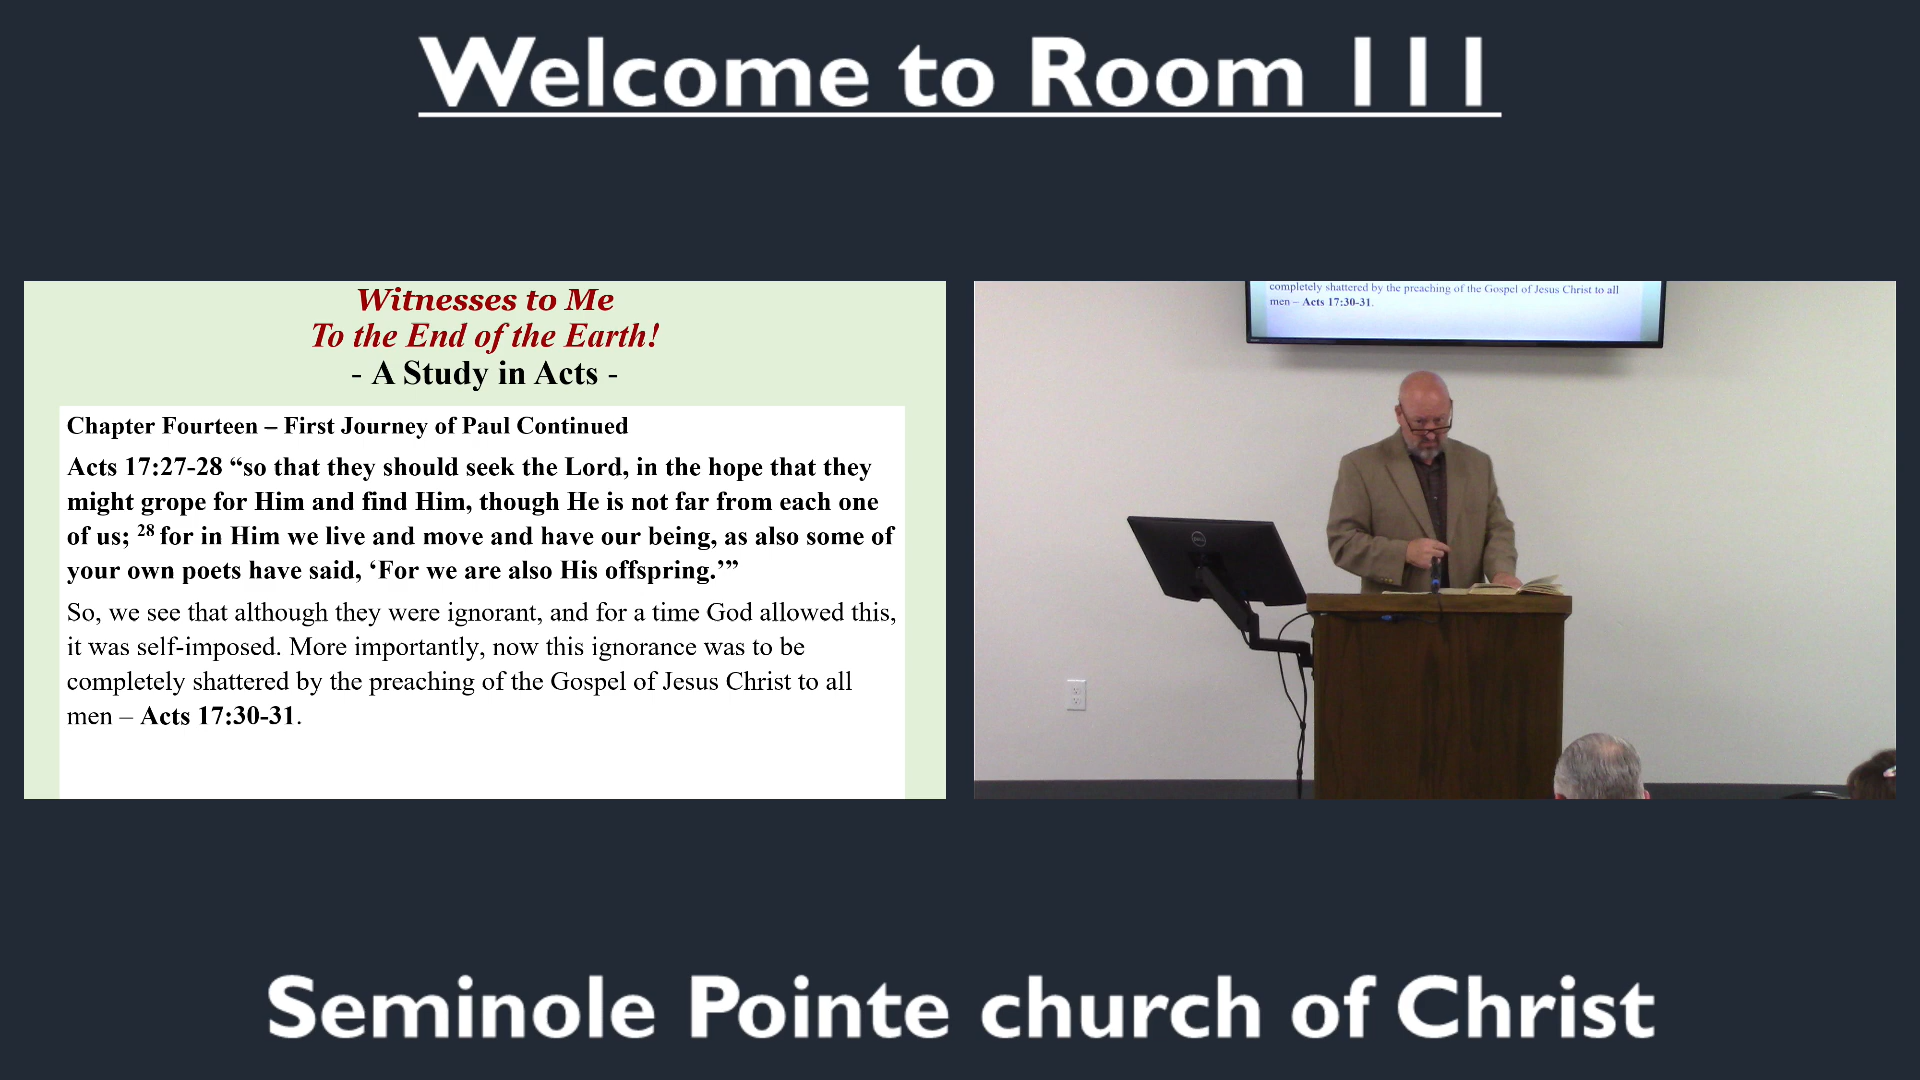 Welcome to Room 111
Witnesses to Me
To the End of the Earth!
- A Study in Acts -
Chapter Fourteen – First Journey of Paul Continued
Acts 17:27-28 “so that they should seek the Lord, in the hope that they
might grope for Him and find Him, though He is not far from each one
of us; 28 for in Him we live and move and have our being, as also some of
your own poets have said, ‘For we are also His offspring.’”
So, we see that although they were ignorant, and for a time God allowed this,
it was self-imposed. More importantly, now this ignorance was to be
completely shattered by the preaching of the Gospel of Jesus Christ to all
men – Acts 17:30-31.
completely shattered by the preaching of the Gospel of Jesus Christ to all
men – Acts 17:30-31.
DELL
Seminole Pointe church of Christ